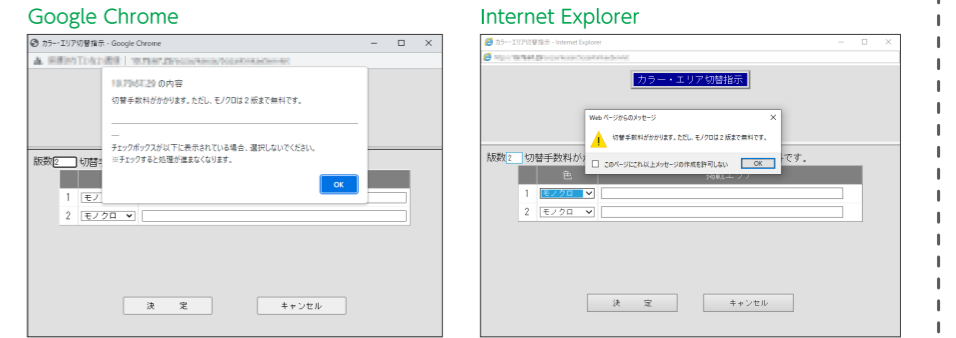 Google Chrome
カラー・エリア切替指示 - Google Chrome
の内容
切替手数料がかかります。ただし、モノクロは２版まで無料です。
チェックボックスが以下に表示されている場合、選択しないでください。
※チェックすると処理が進まなくなります。
OK
版数 2 切替
1 モノ
2 モノクロ
決 定
キャンセル
Internet Explorer
カラー・エリア切替指示 - Internet Explorer
カラー・エリア切替指示
Web ページからのメッセージ
切替手数料がかかります。ただし、モノクロは２版まで無料です。
このページにこれ以上メッセージの作成を許可しない
OK
版数 2 切替手数料が です。
色
1 モノクロ
2 モノクロ
決 定
キャンセル